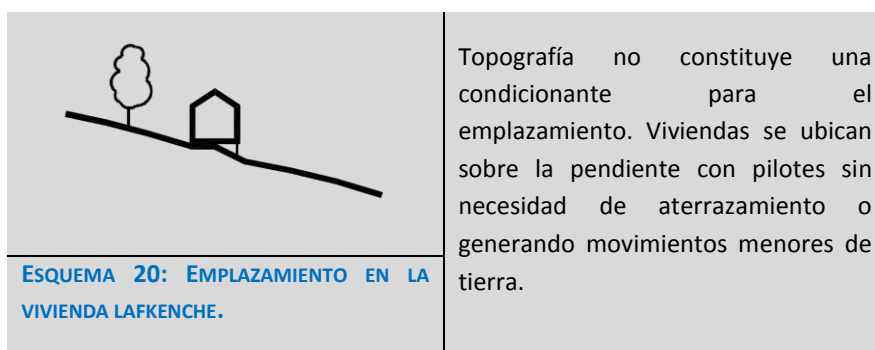 Topografía no constituye una
condicionante para el
emplazamiento. Viviendas se ubican
sobre la pendiente con pilotes sin
necesidad de aterrazamiento o
generando movimientos menores de
tierra.
ESQUEMA 20: EMPLAZAMIENTO EN LA
VIVIENDA LAFKENCHE.